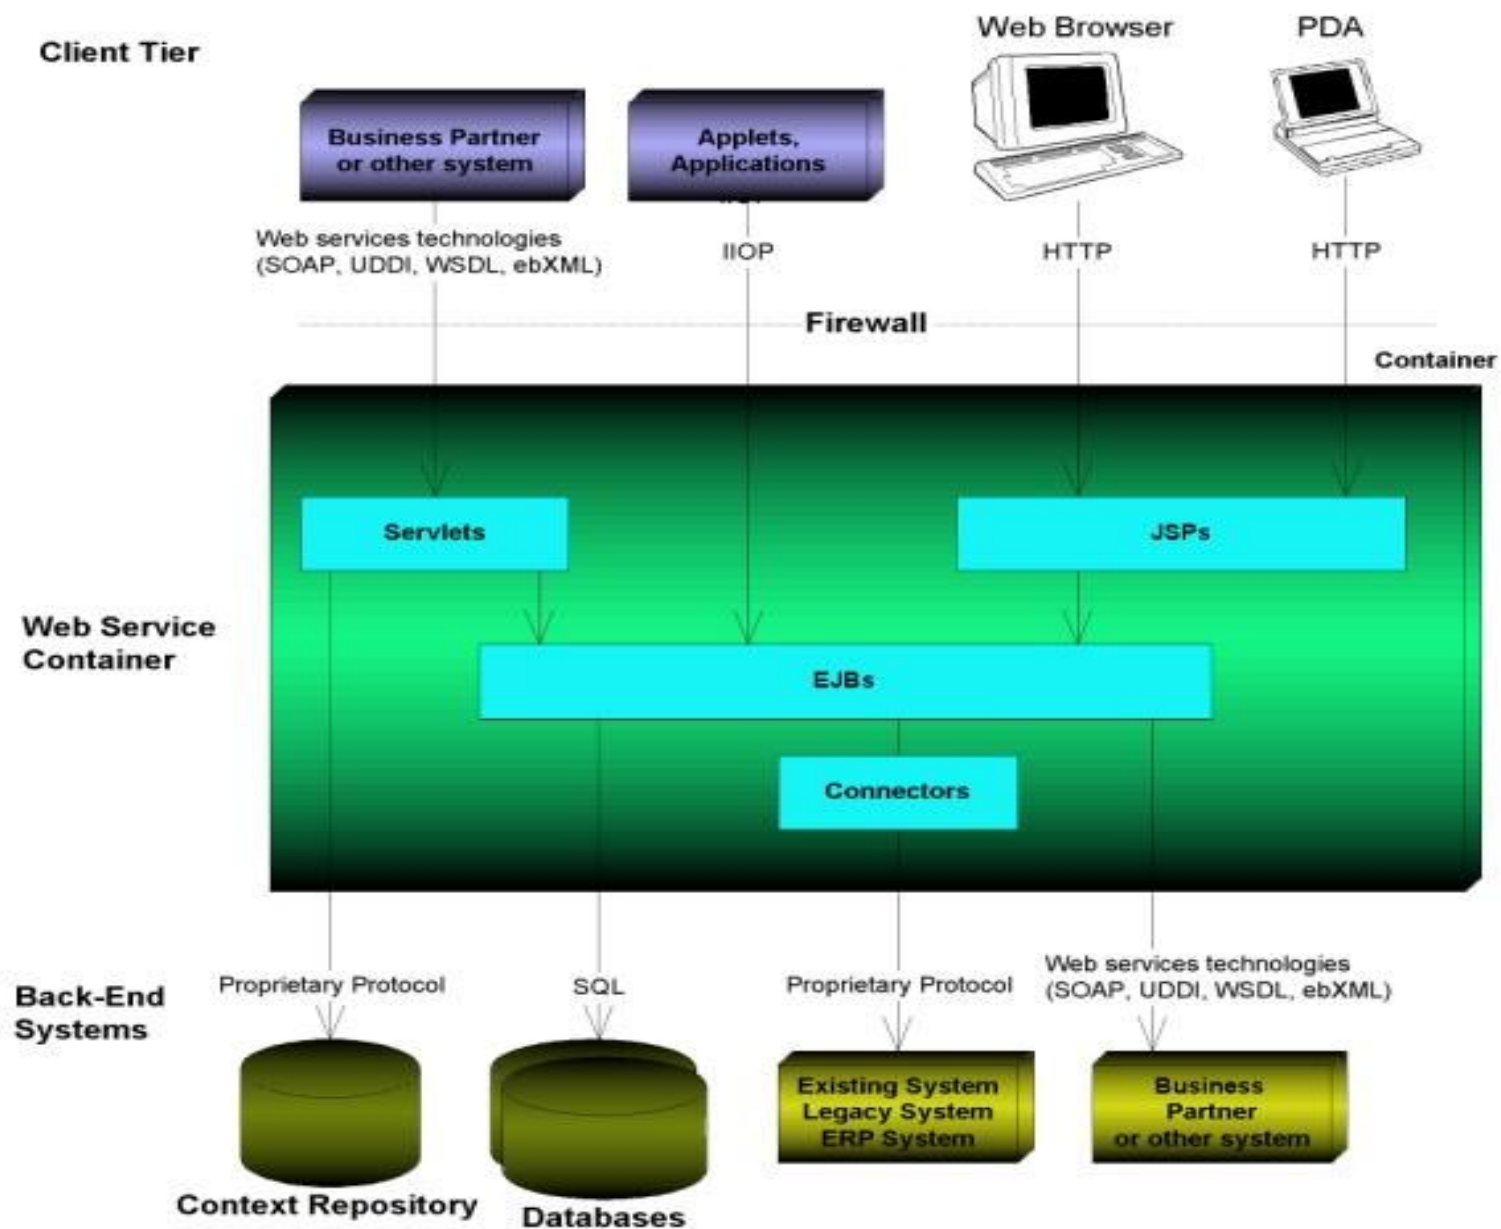 Web Browser
PDA
Client Tier
Business Partner
or other system
Applets,
Applications
Web services technologies
(SOAP, UDDI, WSDL, ebXML)
IIOP
HTTP
HTTP
Firewall
Container
Servlets
JSPs
Web Service
Container
EJBs
Connectors
Back-End
Systems
Proprietary Protocol
SQL
Proprietary Protocol
Web services technologies
(SOAP, UDDI, WSDL, ebXML)
Existing System
Legacy System
ERP System
Business
Partner
or other system
Context Repository
Databases